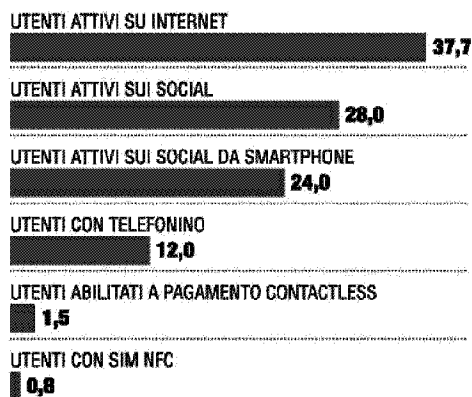 UTENTI ATTIVI SU INTERNET
37,7
UTENTI ATTIVI SUI SOCIAL
28,0
UTENTI ATTIVI SUI SOCIAL DA SMARTPHONE
24,0
UTENTI CON TELEFONINO
12,0
UTENTI ABILITATI A PAGAMENTO CONTACTLESS
1,5
UTENTI CON SIM NFC
0,8